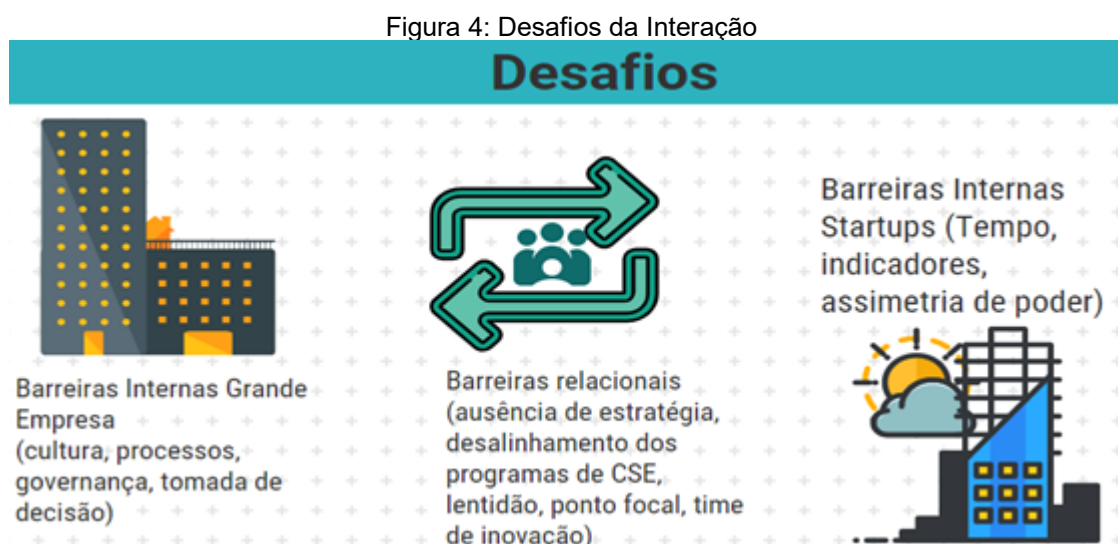 Figura 4: Desafios da Interação
Desafios
Barreiras Internas Grande
Empresa
(cultura, processos,
governança, tomada de
decisão)
Barreiras relacionais
(ausência de estratégia,
desalinhamento dos
programas de CSE,
lentidão, ponto focal, time
de inovação)
Barreiras Internas
Startups (Tempo,
indicadores,
assimetria de poder)